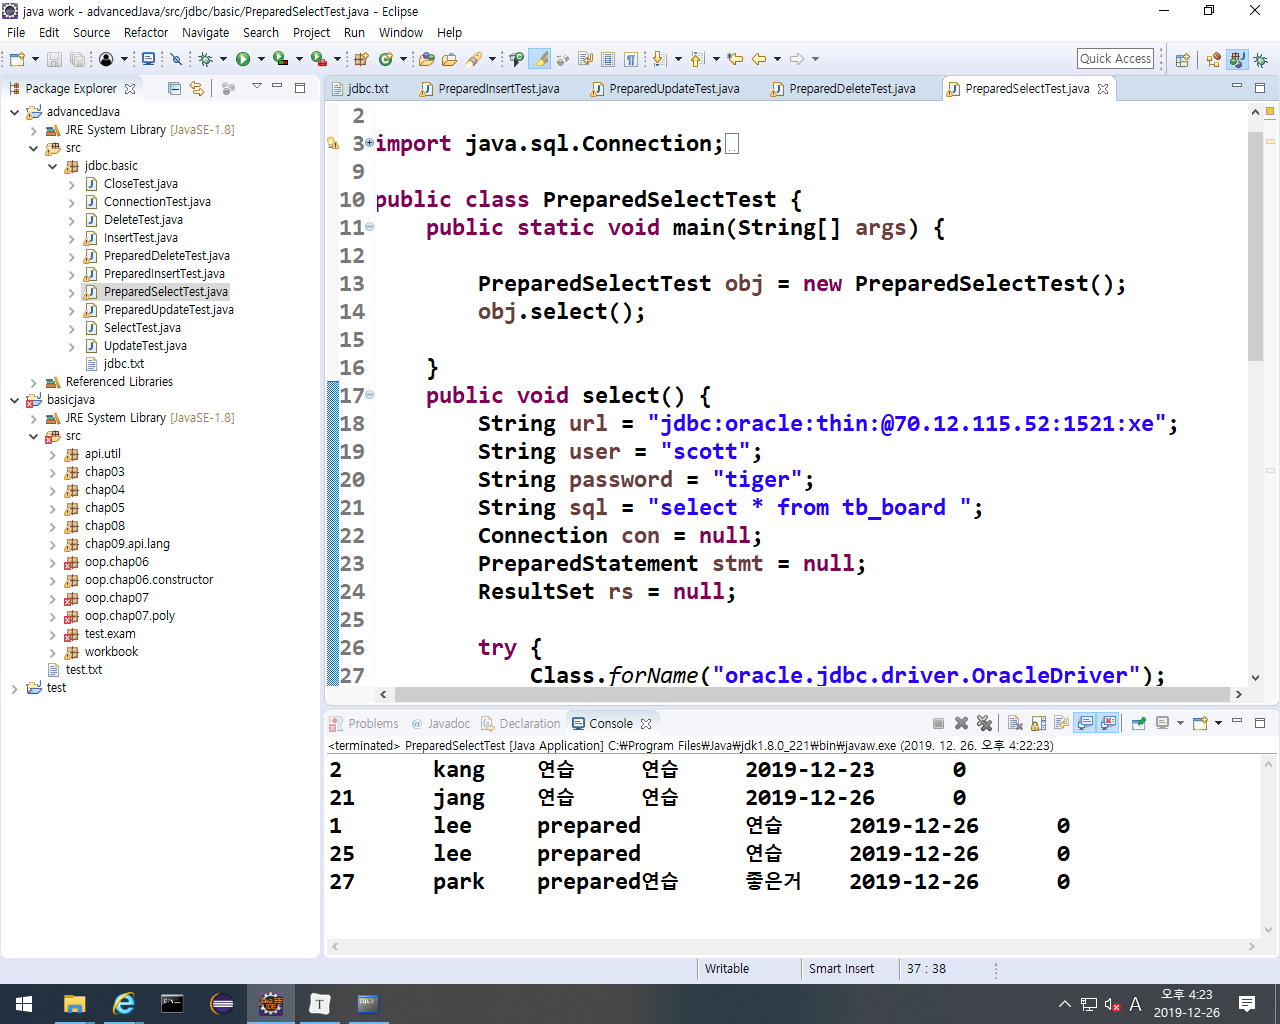 java work - advancedJava/src/jdbc/basic/PreparedSelectTest.java - Eclipse
File Edit Source Refactor Navigate Search Project Run Window Help
Quick Access
Package Explorer
advancedJava
JRE System Library [JavaSE-1.8]
src
jdbc.basic
CloseTest.java
ConnectionTest.java
DeleteTest.java
InsertTest.java
PreparedDeleteTest.java
PreparedInsertTest.java
PreparedSelectTest.java
PreparedUpdateTest.java
SelectTest.java
UpdateTest.java
jdbc.txt
Referenced Libraries
basicjava
JRE System Library [JavaSE-1.8]
src
api.util
chap03
chap04
chap05
chap08
chap09.api.lang
oop.chap06
oop.chap06.constructor
oop.chap07
oop.chap07.poly
test.exam
workbook
test.txt
test
jdbc.txt PreparedInsertTest.java PreparedUpdateTest.java PreparedDeleteTest.java PreparedSelectTest.java
2
3 import java.sql.Connection;
9
10 public class PreparedSelectTest {
11 public static void main(String[] args) {
12
13 PreparedSelectTest obj = new PreparedSelectTest();
14 obj.select();
15
16 }
17 public void select() {
18 String url = "jdbc:oracle:thin:@70.12.115.52:1521:xe";
19 String user = "scott";
20 String password = "tiger";
21 String sql = "select * from tb_board ";
22 Connection con = null;
23 PreparedStatement stmt = null;
24 ResultSet rs = null;
25
26 try {
27 Class.forName("oracle.jdbc.driver.OracleDriver");
Problems @ Javadoc Declaration Console
<terminated> PreparedSelectTest [Java Application] C:₩Program Files₩Java₩jdk1.8.0_221₩bin₩javaw.exe (2019. 12. 26. 오후 4:22:23)
2 kang 연습 연습 2019-12-23 0
21 jang 연습 연습 2019-12-26 0
1 lee prepared 연습 2019-12-26 0
25 lee prepared 연습 2019-12-26 0
27 park prepared연습 좋은거 2019-12-26 0
Writable Smart Insert 37 : 38
A 오후 4:23
2019-12-26